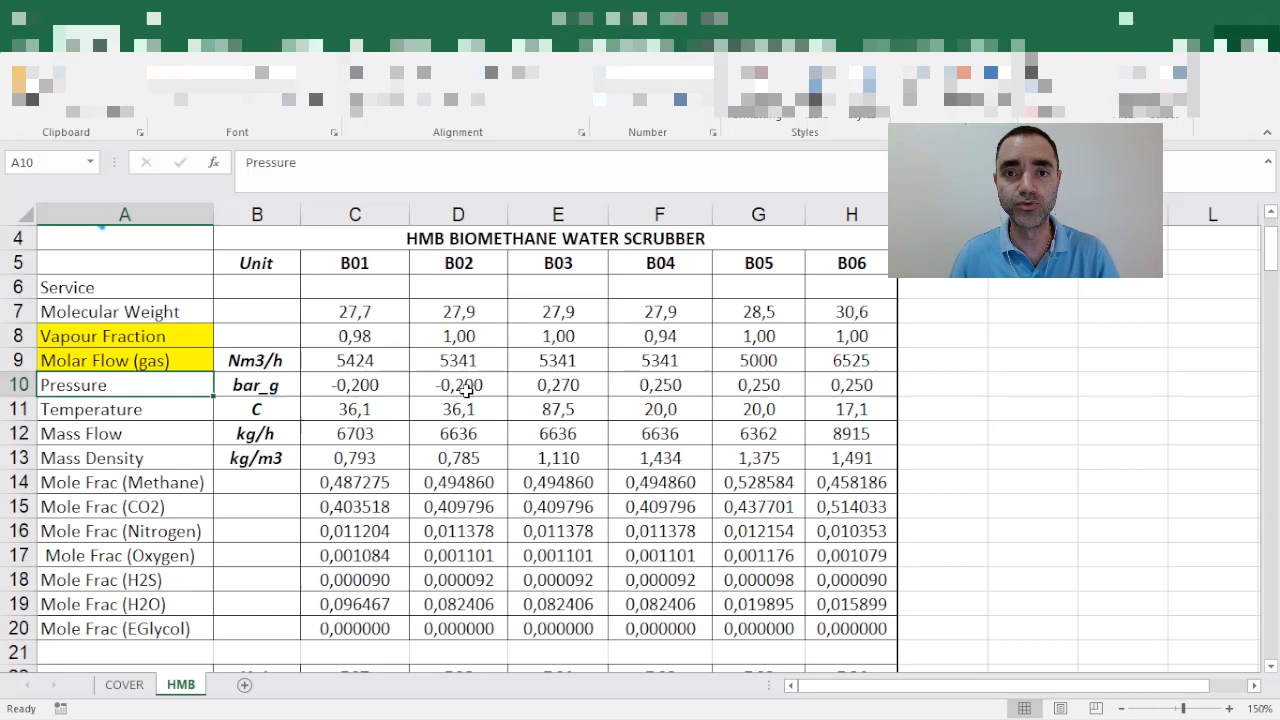 Clipboard Font Alignment Number Styles
A10 fx Pressure
A B C D E F G H L
4 HMB BIOMETHANE WATER SCRUBBER
5 Unit B01 B02 B03 B04 B05 B06
6 Service
7 Molecular Weight 27,7 27,9 27,9 27,9 28,5 30,6
8 Vapour Fraction 0,98 1,00 1,00 0,94 1,00 1,00
9 Molar Flow (gas) Nm3/h 5424 5341 5341 5341 5000 6525
10 Pressure bar_g -0,200 -0,200 0,270 0,250 0,250 0,250
11 Temperature C 36,1 36,1 87,5 20,0 20,0 17,1
12 Mass Flow kg/h 6703 6636 6636 6636 6362 8915
13 Mass Density kg/m3 0,793 0,785 1,110 1,434 1,375 1,491
14 Mole Frac (Methane) 0,487275 0,494860 0,494860 0,494860 0,528584 0,458186
15 Mole Frac (CO2) 0,403518 0,409796 0,409796 0,409796 0,437701 0,514033
16 Mole Frac (Nitrogen) 0,011204 0,011378 0,011378 0,011378 0,012154 0,010353
17 Mole Frac (Oxygen) 0,001084 0,001101 0,001101 0,001101 0,001176 0,001079
18 Mole Frac (H2S) 0,000090 0,000092 0,000092 0,000092 0,000098 0,000090
19 Mole Frac (H2O) 0,096467 0,082406 0,082406 0,082406 0,019895 0,015899
20 Mole Frac (EGlycol) 0,000000 0,000000 0,000000 0,000000 0,000000 0,000000
21
COVER HMB
Ready 150%